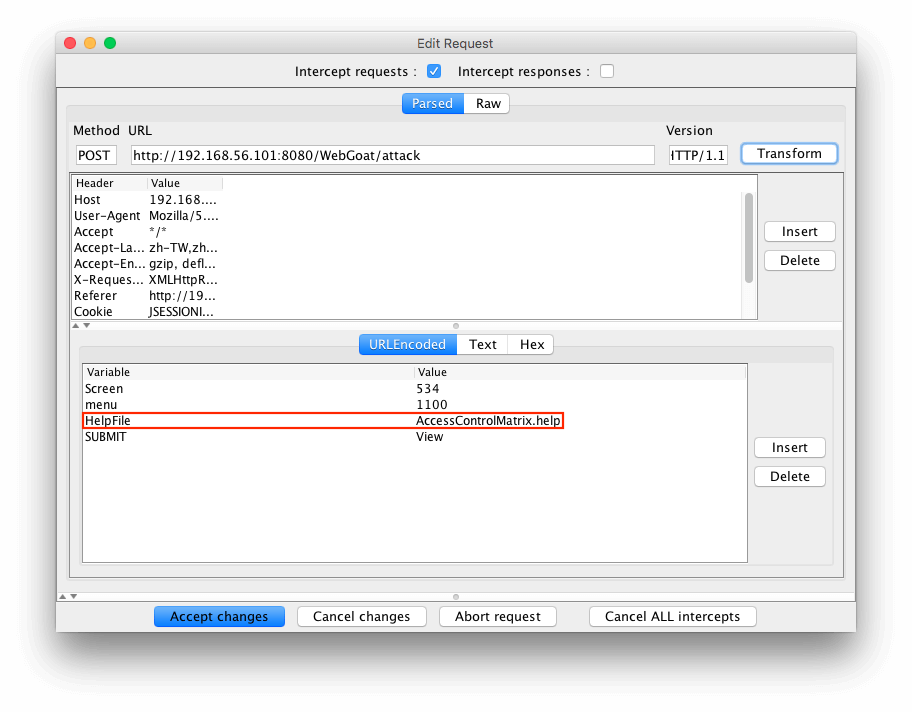 Edit Request
Intercept requests : Intercept responses :
Parsed Raw
Method URL Version
POST http://192.168.56.101:8080/WebGoat/attack HTTP/1.1 Transform
Header Value
Host 192.168....
User-Agent Mozilla/5....
Accept */*
Accept-La... zh-TW,zh...
Accept-En... gzip, defl...
X-Reques... XMLHttpR...
Referer http://19...
Cookie JSESSIONI...
Insert
Delete
URLEncoded Text Hex
Variable Value
Screen 534
menu 1100
HelpFile AccessControlMatrix.help
SUBMIT View
Insert
Delete
Accept changes Cancel changes Abort request Cancel ALL intercepts